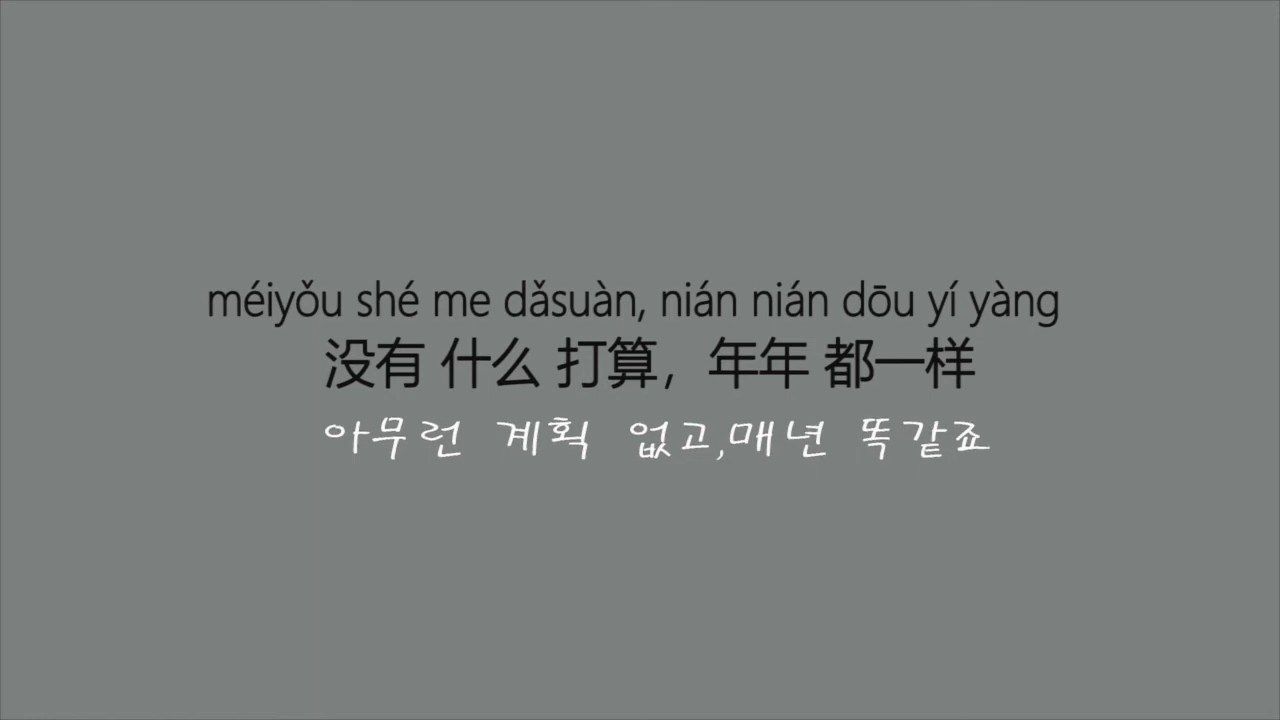 méiyǒu shé me dǎsuàn, nián nián dōu yí yàng
没有 什么 打算，年年 都一样
아무런 계획 없고,매년 똑같죠